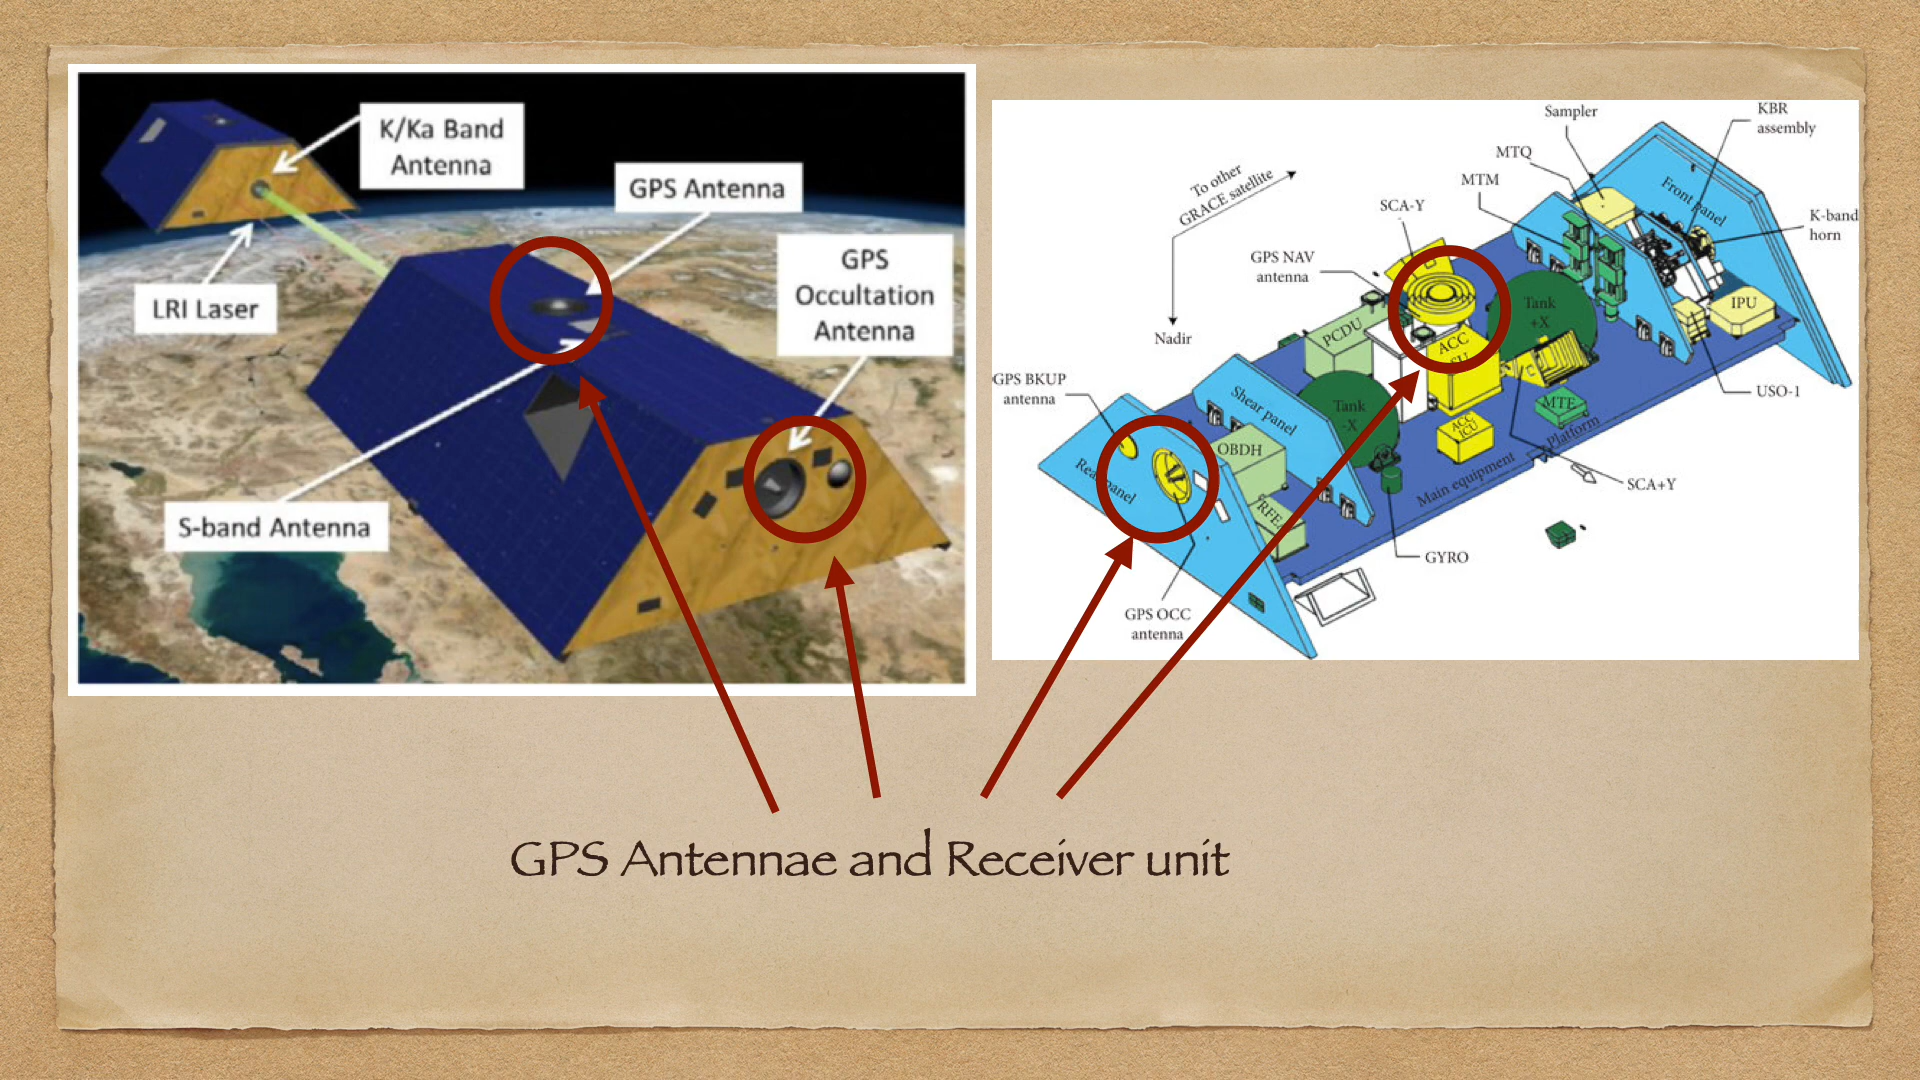 K/Ka Band
Antenna
GPS Antenna
GPS
Occultation
Antenna
LRI Laser
S-band Antenna
Sampler
KBR
assembly
MTQ
MTM
To other
GRACE satellite
SCA-Y
Front panel
K-band
horn
GPS NAV
antenna
Nadir
Tank
+X
IPU
PCDU
ACC
SU
USO-1
GPS BKUP
antenna
Shear panel
Tank
-X
MTE
ACC
ICU
Platform
OBDH
Main equipment
SCA+Y
Rear panel
RFEA
GYRO
GPS OCC
antenna
GPS Antennae and Receiver unit